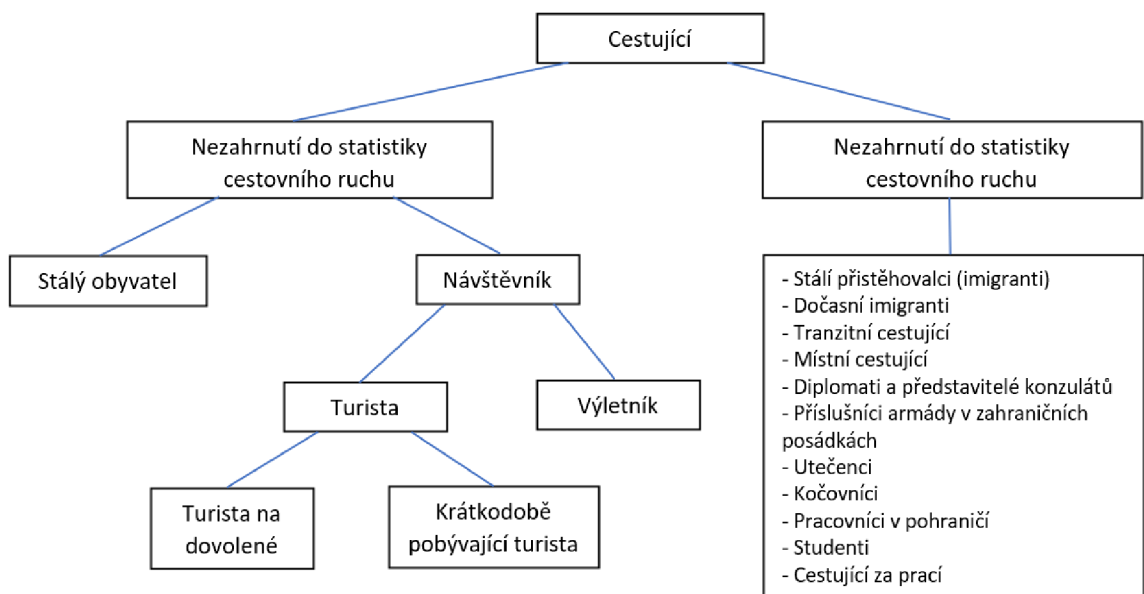 Cestující
Nezahrnutí do statistiky
cestovního ruchu
Nezahrnutí do statistiky
cestovního ruchu
Stálý obyvatel
Návštěvník
Turista
Výletník
Turista na
dovolené
Krátkodobě
pobývající turista
- Stálí přistěhovalci (imigranti)
- Dočasní imigranti
- Tranzitní cestující
- Místní cestující
- Diplomati a představitelé konzulátů
- Příslušníci armády v zahraničních
posádkách
- Utečenci
- Kočovníci
- Pracovníci v pohraničí
- Studenti
- Cestující za prací